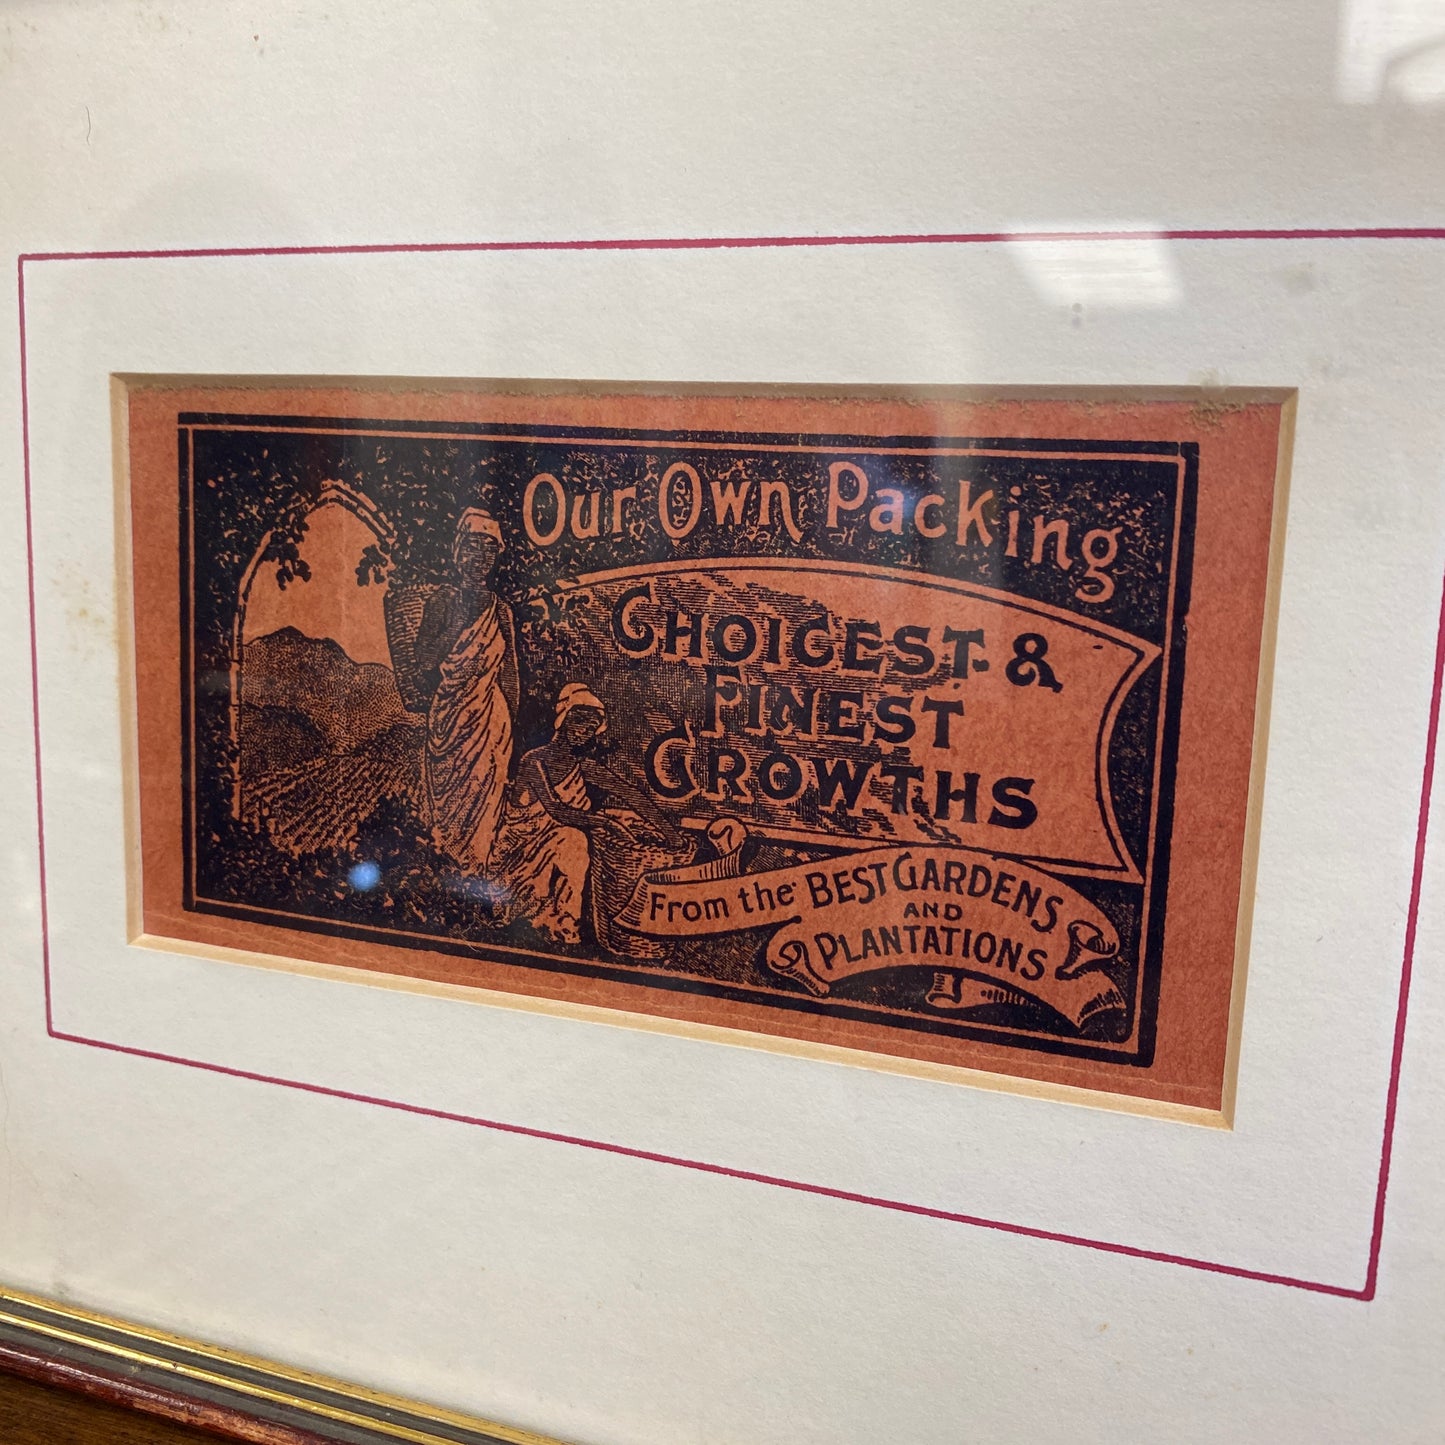 Our Own Packing
CHOICEST &
FINEST
GROWTHS
From the BEST GARDENS
AND
PLANTATIONS